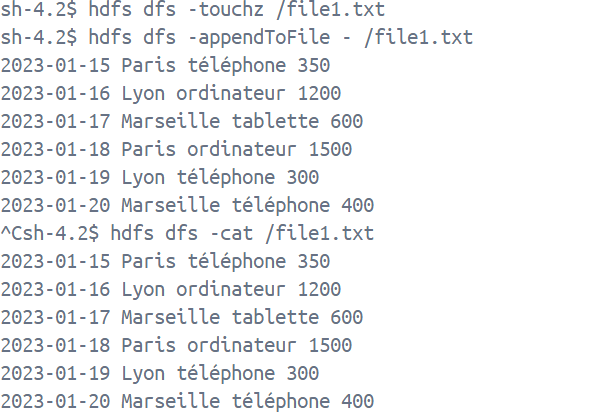 sh-4.2$ hdfs dfs -touchz /file1.txt
sh-4.2$ hdfs dfs -appendToFile - /file1.txt
2023-01-15 Paris téléphone 350
2023-01-16 Lyon ordinateur 1200
2023-01-17 Marseille tablette 600
2023-01-18 Paris ordinateur 1500
2023-01-19 Lyon téléphone 300
2023-01-20 Marseille téléphone 400
^Csh-4.2$ hdfs dfs -cat /file1.txt
2023-01-15 Paris téléphone 350
2023-01-16 Lyon ordinateur 1200
2023-01-17 Marseille tablette 600
2023-01-18 Paris ordinateur 1500
2023-01-19 Lyon téléphone 300
2023-01-20 Marseille téléphone 400